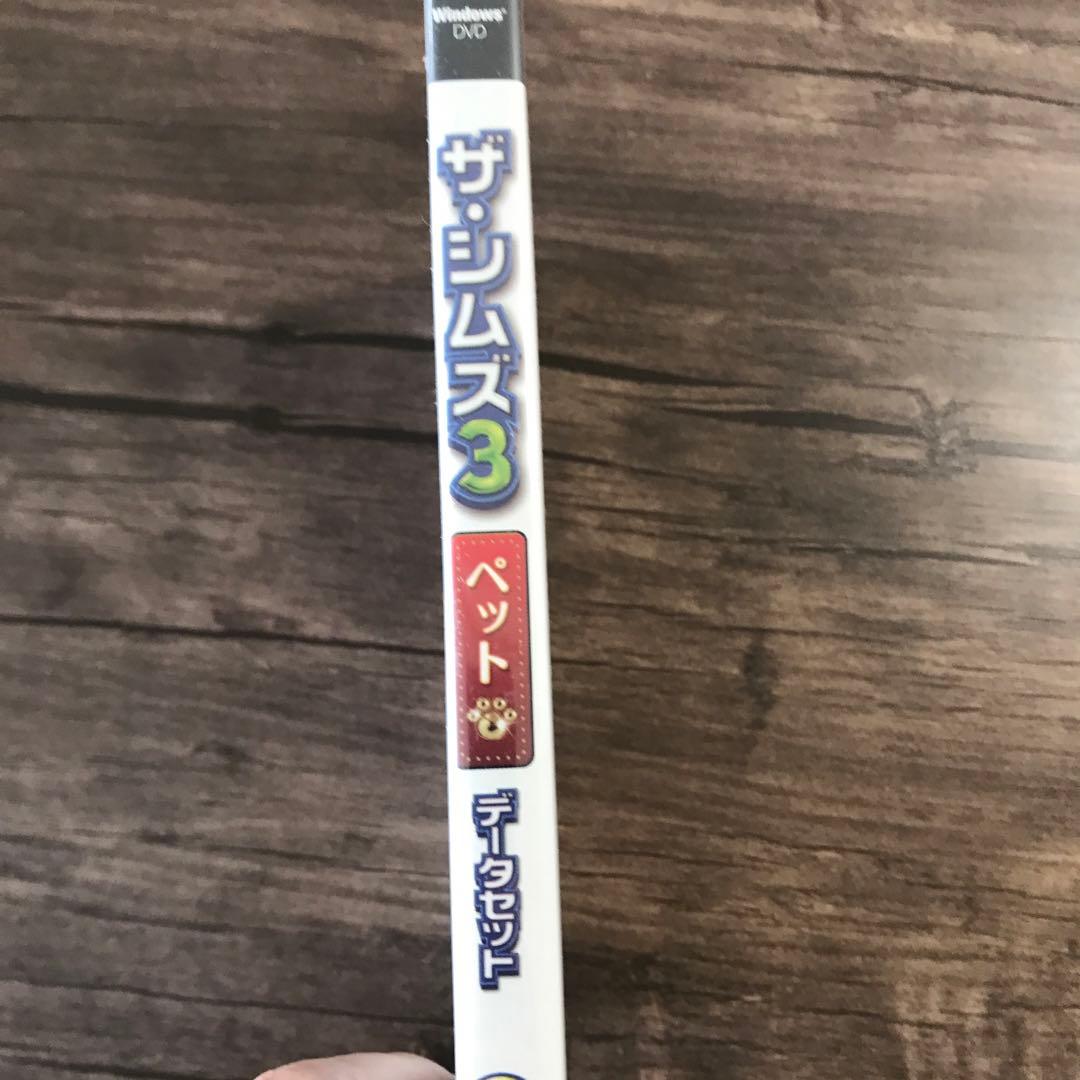 Windows®
DVD
ザ・シムズ3
ペット
データセット